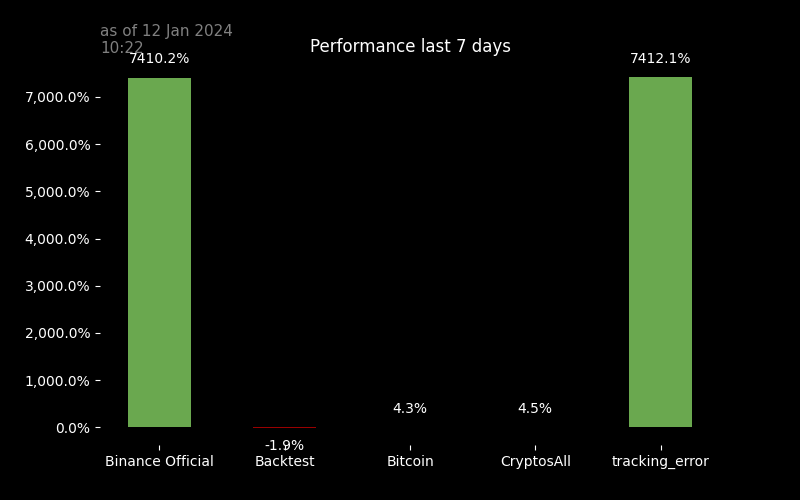 as of 12 Jan 2024
10:22
Performance last 7 days
7410.2%
7412.1%
7,000.0%
6,000.0%
5,000.0%
4,000.0%
3,000.0%
2,000.0%
1,000.0%
4.3%
4.5%
0.0%
-1.9%
Binance Official
Backtest
Bitcoin
CryptosAll
tracking_error